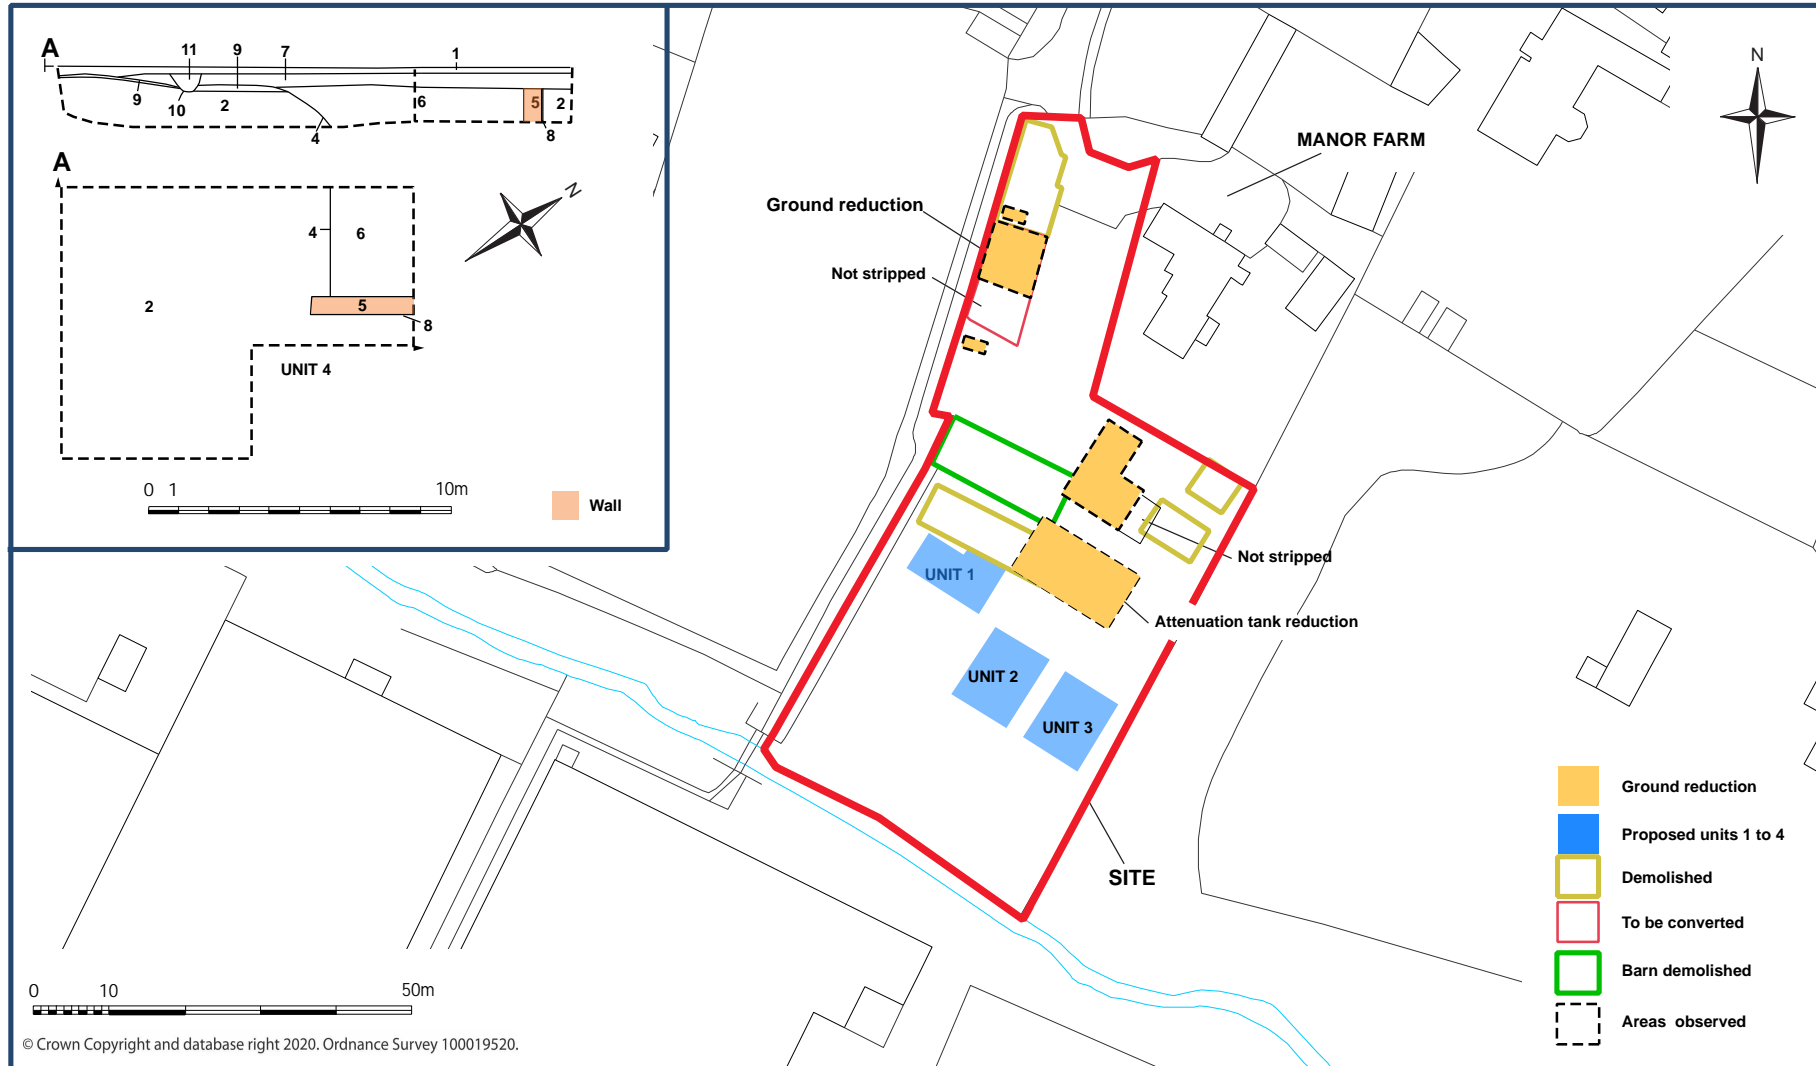 A
11
9
7
1
9
10
2
4
6
5
2
8
A
N
4
6
2
5
8
UNIT 4
0 1 10m
Wall
N
MANOR FARM
Ground reduction
Not stripped
Not stripped
UNIT 1
Attenuation tank reduction
UNIT 2
UNIT 3
SITE
Ground reduction
Proposed units 1 to 4
Demolished
To be converted
Barn demolished
Areas observed
0 10 50m
© Crown Copyright and database right 2020. Ordnance Survey 100019520.